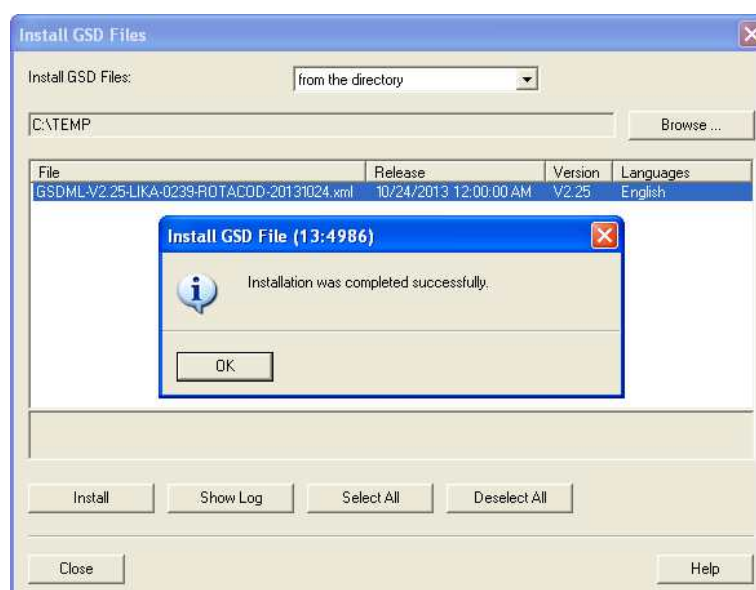 Install GSD Files
Install GSD Files: from the directory
C:\TEMP Browse ...
File Release Version Languages
GSDML-V2.25-LIKA-0239-ROTACOD-20131024.xml 10/24/2013 12:00:00 AM V2.25 English
Install GSD File (13:4986)
Installation was completed successfully.
OK
Install Show Log Select All Deselect All
Close Help